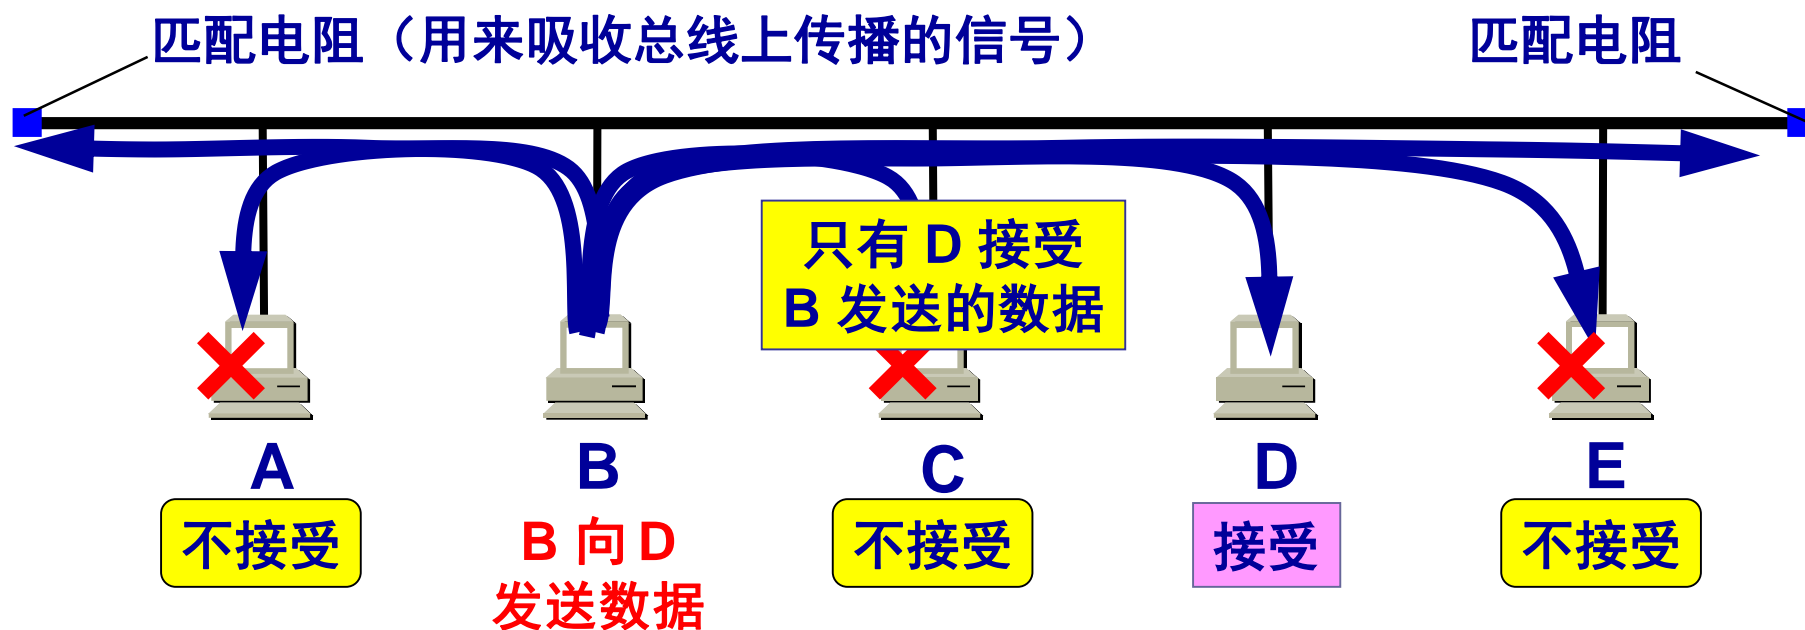 匹配电阻（用来吸收总线上传播的信号）
匹配电阻
只有 D 接受
B 发送的数据
A
B
C
D
E
不接受
B 向 D
发送数据
不接受
接受
不接受